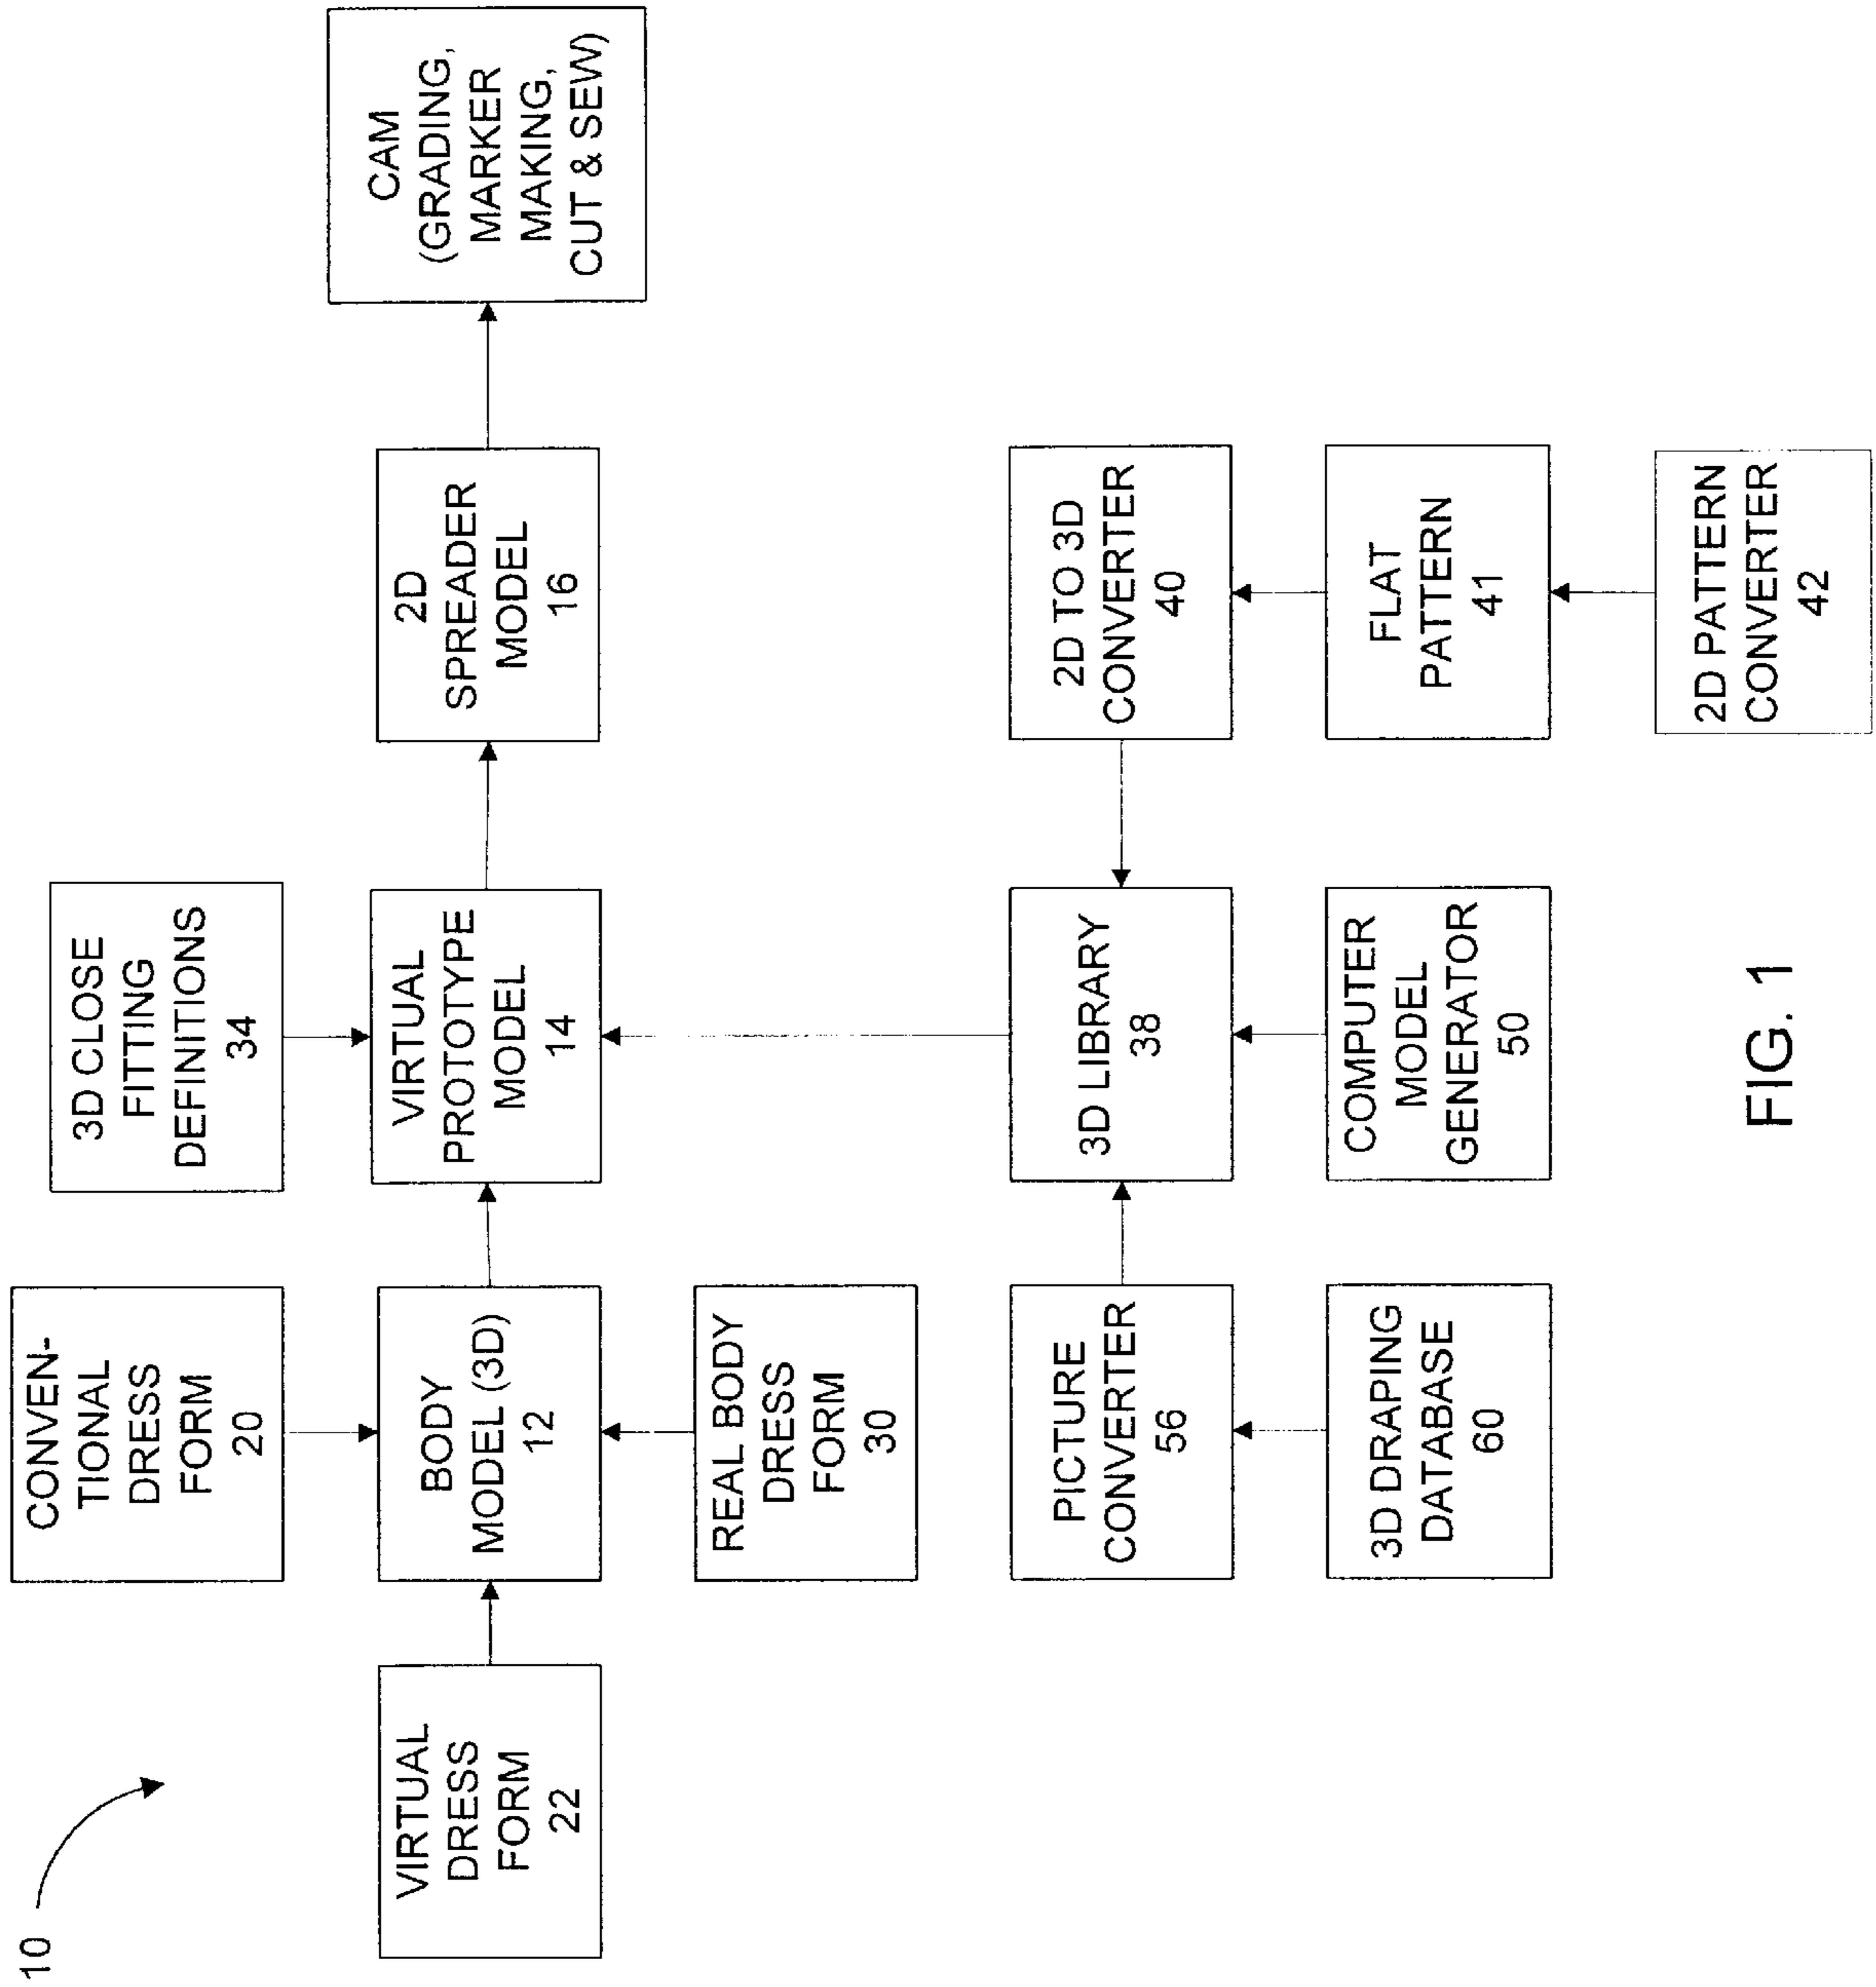 10
CONVEN-
TIONAL
DRESS
FORM
20
3D CLOSE
FITTING
DEFINITIONS
34
VIRTUAL
DRESS
FORM
22
BODY
MODEL (3D)
12
VIRTUAL
PROTOTYPE
MODEL
14
2D
SPREADER
MODEL
16
CAM
(GRADING,
MARKER
MAKING,
CUT & SEW)
REAL BODY
DRESS
FORM
30
PICTURE
CONVERTER
56
3D LIBRARY
38
2D TO 3D
CONVERTER
40
3D DRAPING
DATABASE
60
COMPUTER
MODEL
GENERATOR
50
FLAT
PATTERN
41
2D PATTERN
CONVERTER
42
FIG. 1